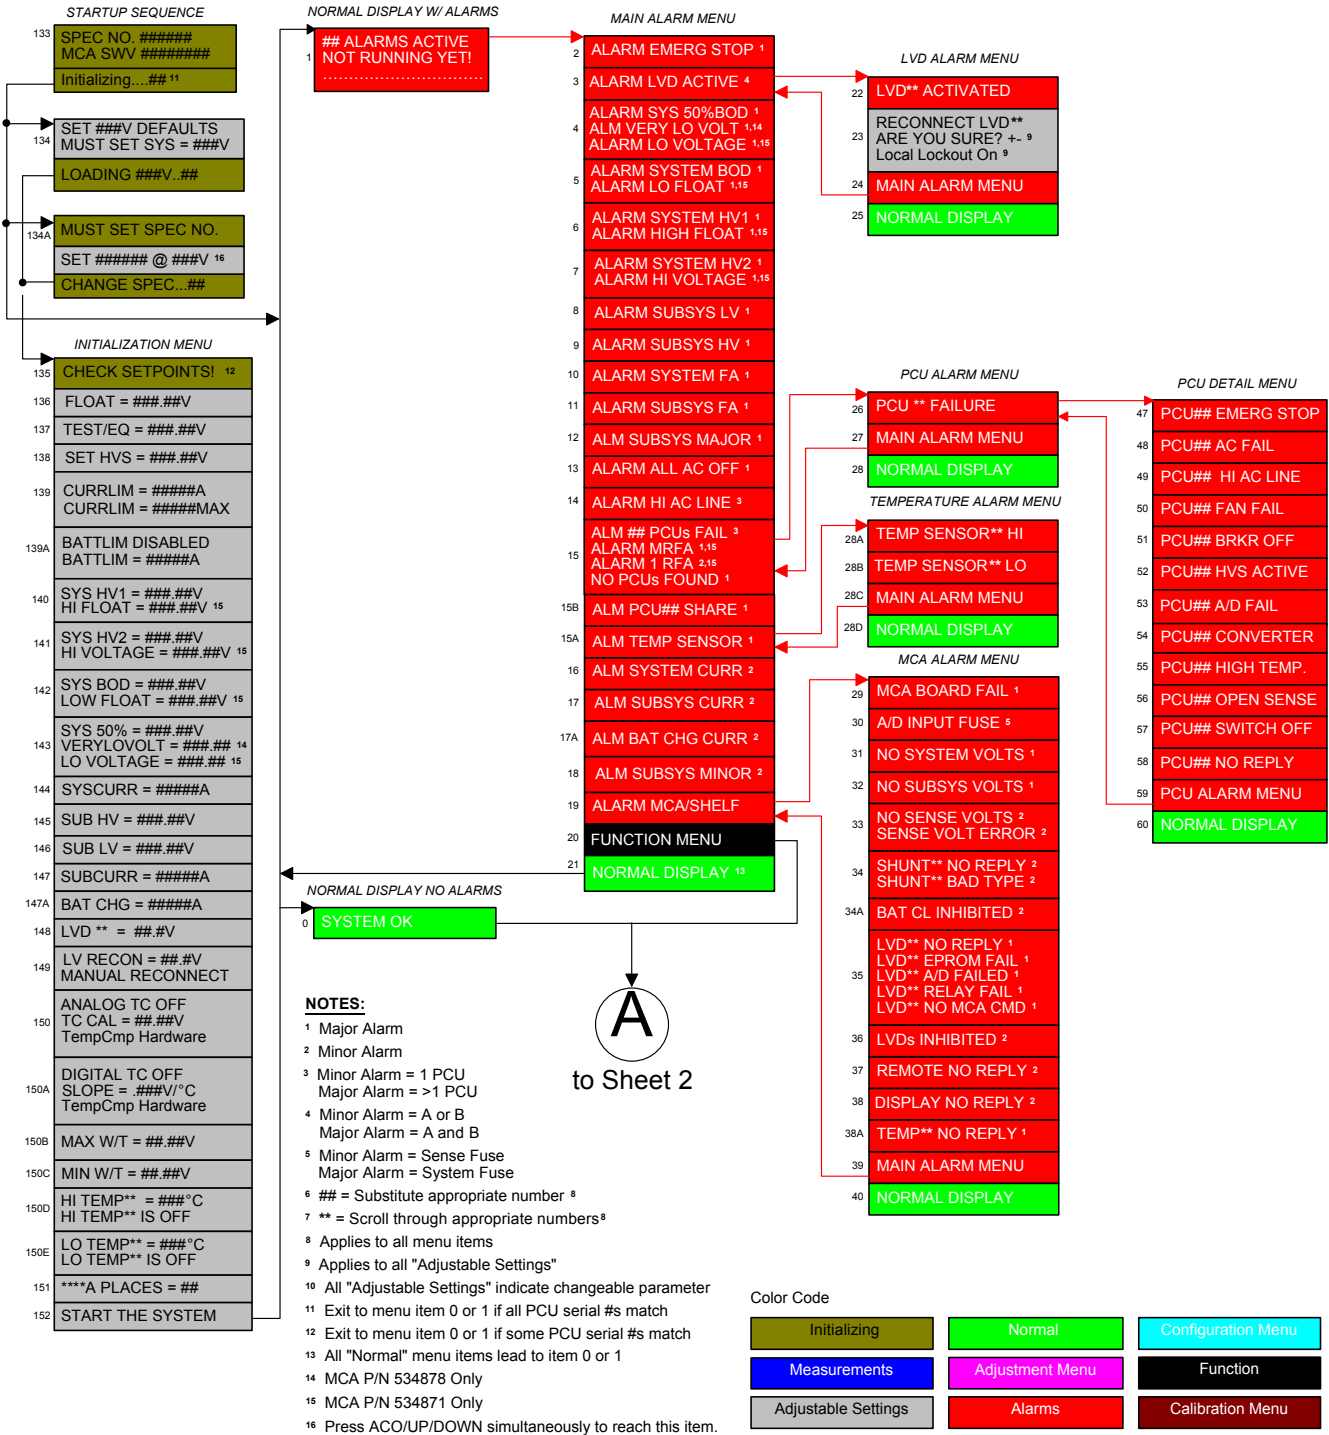 STARTUP SEQUENCE
133
SPEC NO. ######
MCA SWV ########
Initializing....## 11
134
SET ###V DEFAULTS
MUST SET SYS = ###V
LOADING ###V..##
134A
MUST SET SPEC NO.
SET ###### @ ###V 16
CHANGE SPEC...##
INITIALIZATION MENU
135 CHECK SETPOINTS! 12
136 FLOAT = ###.##V
137 TEST/EQ = ###.##V
138 SET HVS = ###.##V
139 CURRLIM = #####A
CURRLIM = #####MAX
139A BATTLIM DISABLED
BATTLIM = #####A
140 SYS HV1 = ###.##V
HI FLOAT = ###.##V 15
141 SYS HV2 = ###.##V
HI VOLTAGE = ###.##V 15
142 SYS BOD = ###.##V
LOW FLOAT = ###.##V 15
143 SYS 50% = ###.##V
VERYLOVOLT = ###.## 14
LO VOLTAGE = ###.## 15
144 SYSCURR = #####A
145 SUB HV = ###.##V
146 SUB LV = ###.##V
147 SUBCURR = #####A
147A BAT CHG = #####A
148 LVD ** = ##.#V
149 LV RECON = ##.#V
MANUAL RECONNECT
150 ANALOG TC OFF
TC CAL = ##.##V
TempCmp Hardware
150A DIGITAL TC OFF
SLOPE = .###V/°C
TempCmp Hardware
150B MAX W/T = ##.##V
150C MIN W/T = ##.##V
150D HI TEMP** = ###°C
HI TEMP** IS OFF
150E LO TEMP** = ###°C
LO TEMP** IS OFF
151 ****A PLACES = ##
152 START THE SYSTEM
NORMAL DISPLAY W/ ALARMS
1 ## ALARMS ACTIVE
NOT RUNNING YET!
................................
MAIN ALARM MENU
2 ALARM EMERG STOP 1
3 ALARM LVD ACTIVE 4
4 ALARM SYS 50%BOD 1
ALM VERY LO VOLT 1,14
ALARM LO VOLTAGE 1,15
5 ALARM SYSTEM BOD 1
ALARM LO FLOAT 1,15
6 ALARM SYSTEM HV1 1
ALARM HIGH FLOAT 1,15
7 ALARM SYSTEM HV2 1
ALARM HI VOLTAGE 1,15
8 ALARM SUBSYS LV 1
9 ALARM SUBSYS HV 1
10 ALARM SYSTEM FA 1
11 ALARM SUBSYS FA 1
12 ALM SUBSYS MAJOR 1
13 ALARM ALL AC OFF 1
14 ALARM HI AC LINE 3
15 ALM ## PCUs FAIL 3
ALARM MRFA 1,15
ALARM 1 RFA 2,15
NO PCUs FOUND 1
15B ALM PCU## SHARE 1
15A ALM TEMP SENSOR 1
16 ALM SYSTEM CURR 2
17 ALM SUBSYS CURR 2
17A ALM BAT CHG CURR 2
18 ALM SUBSYS MINOR 2
19 ALARM MCA/SHELF
20 FUNCTION MENU
21 NORMAL DISPLAY 13
NORMAL DISPLAY NO ALARMS
0 SYSTEM OK
A
to Sheet 2
LVD ALARM MENU
22 LVD** ACTIVATED
23 RECONNECT LVD**
ARE YOU SURE? +- 9
Local Lockout On 9
24 MAIN ALARM MENU
25 NORMAL DISPLAY
PCU ALARM MENU
26 PCU ** FAILURE
27 MAIN ALARM MENU
28 NORMAL DISPLAY
TEMPERATURE ALARM MENU
28A TEMP SENSOR** HI
28B TEMP SENSOR** LO
28C MAIN ALARM MENU
28D NORMAL DISPLAY
MCA ALARM MENU
29 MCA BOARD FAIL 1
30 A/D INPUT FUSE 5
31 NO SYSTEM VOLTS 1
32 NO SUBSYS VOLTS 1
33 NO SENSE VOLTS 2
SENSE VOLT ERROR 2
34 SHUNT** NO REPLY 2
SHUNT** BAD TYPE 2
34A BAT CL INHIBITED 2
35 LVD** NO REPLY 1
LVD** EPROM FAIL 1
LVD** A/D FAILED 1
LVD** RELAY FAIL 1
LVD** NO MCA CMD 1
36 LVDs INHIBITED 2
37 REMOTE NO REPLY 2
38 DISPLAY NO REPLY 2
38A TEMP** NO REPLY 1
39 MAIN ALARM MENU
40 NORMAL DISPLAY
PCU DETAIL MENU
47 PCU## EMERG STOP
48 PCU## AC FAIL
49 PCU## HI AC LINE
50 PCU## FAN FAIL
51 PCU## BRKR OFF
52 PCU## HVS ACTIVE
53 PCU## A/D FAIL
54 PCU## CONVERTER
55 PCU## HIGH TEMP.
56 PCU## OPEN SENSE
57 PCU## SWITCH OFF
58 PCU## NO REPLY
59 PCU ALARM MENU
60 NORMAL DISPLAY
NOTES:
1 Major Alarm
2 Minor Alarm
3 Minor Alarm = 1 PCU
Major Alarm = >1 PCU
4 Minor Alarm = A or B
Major Alarm = A and B
5 Minor Alarm = Sense Fuse
Major Alarm = System Fuse
6 ## = Substitute appropriate number 8
7 ** = Scroll through appropriate numbers 8
8 Applies to all menu items
9 Applies to all "Adjustable Settings"
10 All "Adjustable Settings" indicate changeable parameter
11 Exit to menu item 0 or 1 if all PCU serial #s match
12 Exit to menu item 0 or 1 if some PCU serial #s match
13 All "Normal" menu items lead to item 0 or 1
14 MCA P/N 534878 Only
15 MCA P/N 534871 Only
16 Press ACO/UP/DOWN simultaneously to reach this item.
Color Code
Initializing Normal Configuration Menu
Measurements Adjustment Menu Function
Adjustable Settings Alarms Calibration Menu